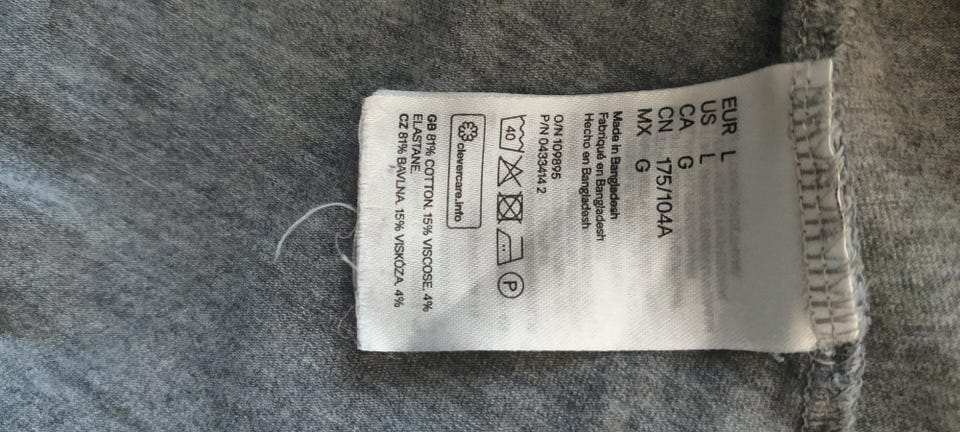 EUR L
US L
CA G
CN 175/104A
MX G
Made in Bangladesh
Fabriqué en Bangladesh
Hecho en Bangladesh
O/N 109895
P/N 0433414 2
40
P
clevercare.info
GB 81% COTTON. 15% VISCOSE. 4%
ELASTANE.
CZ 81% BAVLNA. 15% VISKÓZA. 4%